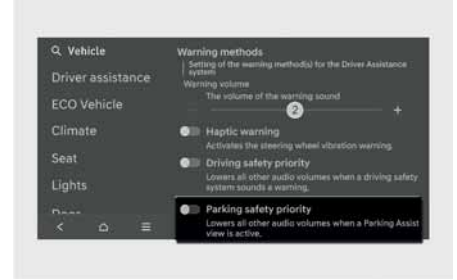 Vehicle
Driver assistance
ECO Vehicle
Climate
Seat
Lights
Door
Warning methods
Setting of the warning method(s) for the Driver Assistance
system
Warning volume
The volume of the warning sound
2
+
Haptic warning
Activates the steering wheel vibration warning.
Driving safety priority
Lowers all other audio volumes when a driving safety
system sounds a warning.
Parking safety priority
Lowers all other audio volumes when a Parking Assist
view is active.